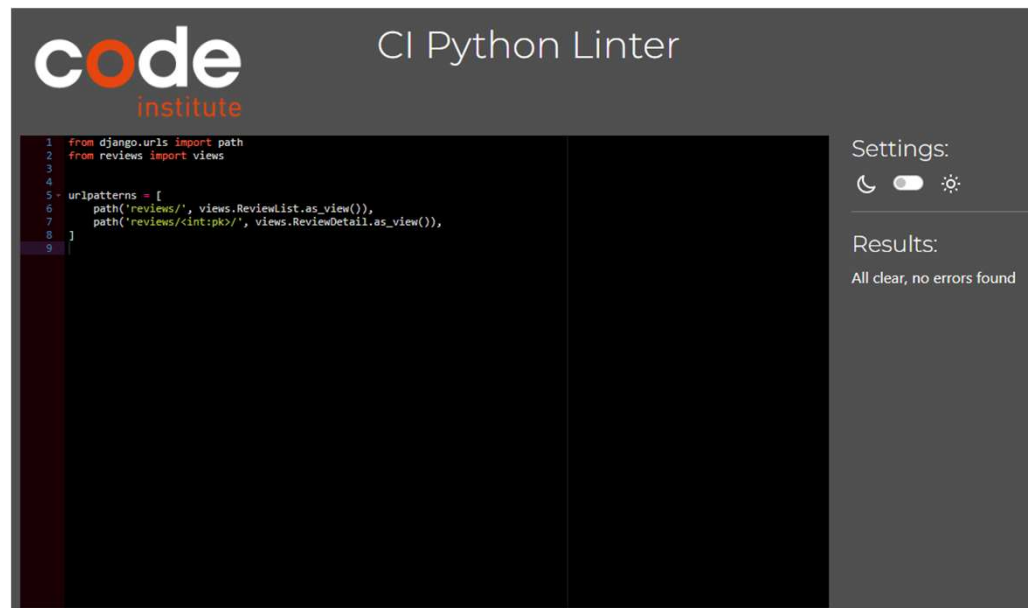 code
institute
CI Python Linter
1 from django.urls import path
2 from reviews import views
3
4
5 urlpatterns = [
6     path('reviews/', views.ReviewList.as_view()),
7     path('reviews/<int:pk>/', views.ReviewDetail.as_view()),
8 ]
9
Settings:
Results:
All clear, no errors found